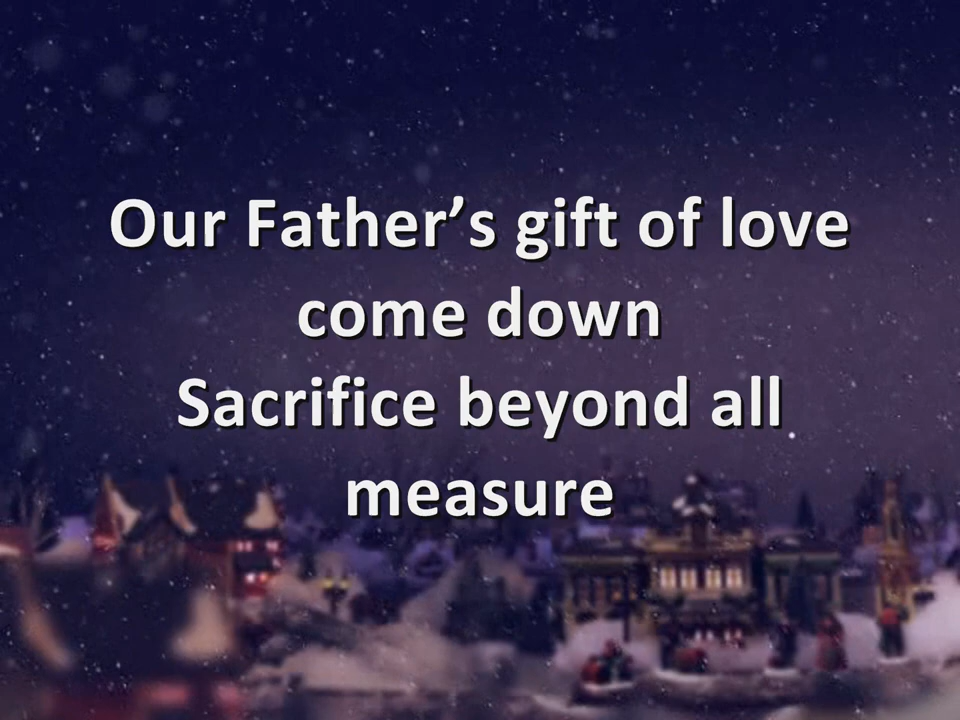 Our Father’s gift of love
come down
Sacrifice beyond all
measure